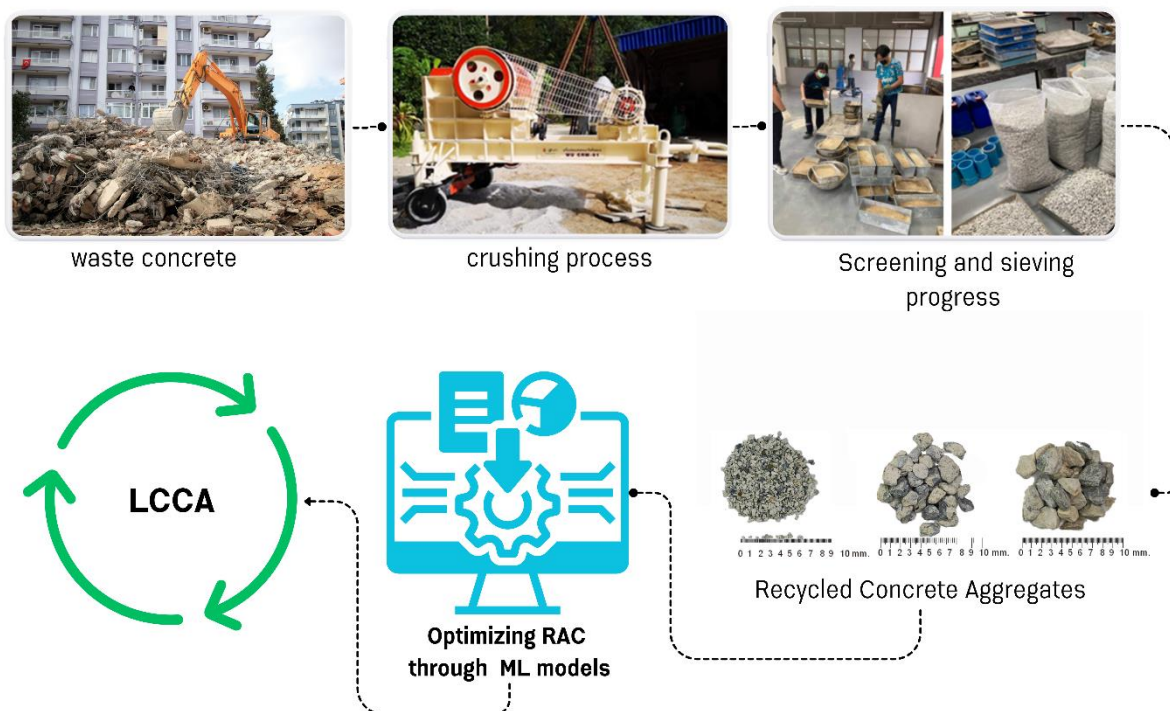 waste concrete
crushing process
Screening and sieving
progress
0 1 2 3 4 5 6 7 8 9 10 mm.
0 1 2 3 4 5 6 7 8 9 10 mm.
0 1 2 3 4 5 6 7 8 9 10 mm.
Recycled Concrete Aggregates
LCCA
Optimizing RAC
through ML models